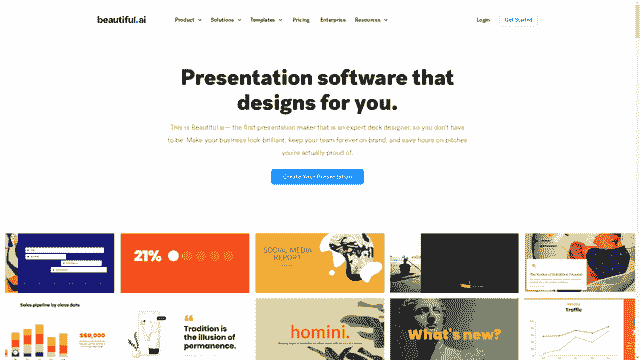 beautiful.ai
Product Solutions Templates Pricing Enterprise Resources
Login Get Started
Presentation software that
designs for you.
This is Beautiful.ai — the first presentation maker that is an expert deck designer, so you don't have
to be. Make your business look brilliant, keep your team forever on brand, and save hours on pitches
you're actually proud of.
Create Your Presentation
21%
SOCIAL MEDIA
REPORT
Sales pipeline by close date
Tradition is
the illusion of
permanence.
homini.
What's new?
Traffic